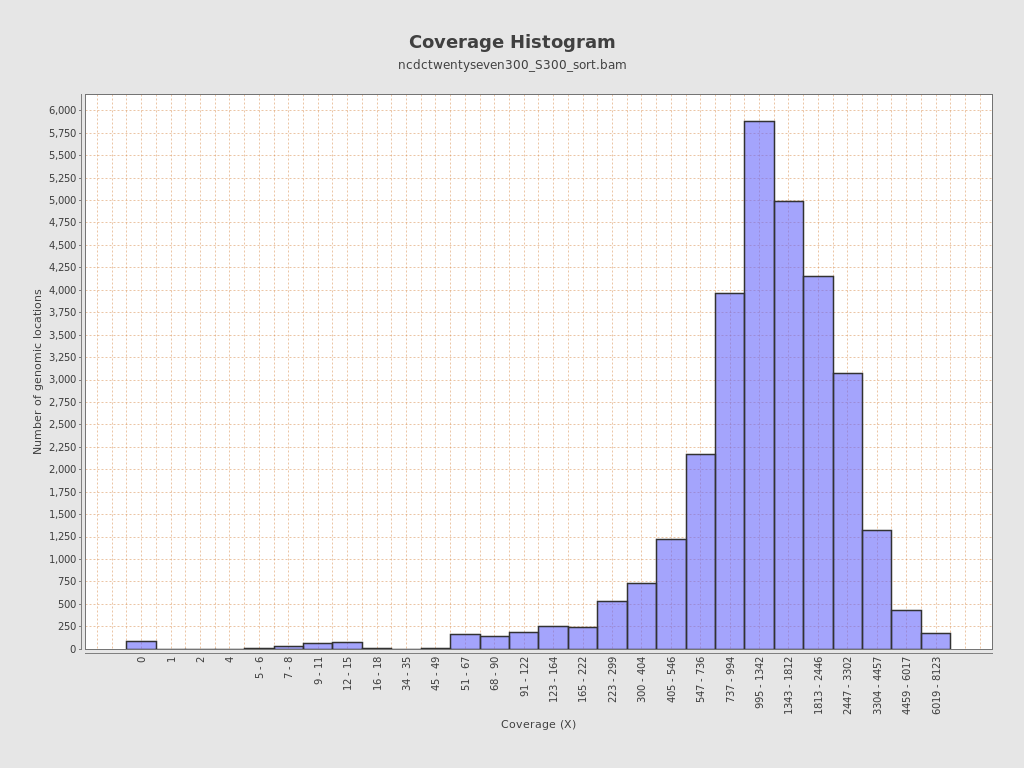 Coverage Histogram
ncdctwentyseven300_S300_sort.bam
Number of genomic locations
6,000
5,750
5,500
5,250
5,000
4,750
4,500
4,250
4,000
3,750
3,500
3,250
3,000
2,750
2,500
2,250
2,000
1,750
1,500
1,250
1,000
750
500
250
0
0
1
2
4
5 - 6
7 - 8
9 - 11
12 - 15
16 - 18
34 - 35
45 - 49
51 - 67
68 - 90
91 - 122
123 - 164
165 - 222
223 - 299
300 - 404
405 - 546
547 - 736
737 - 994
995 - 1342
1343 - 1812
1813 - 2446
2447 - 3302
3304 - 4457
4459 - 6017
6019 - 8123
Coverage (X)